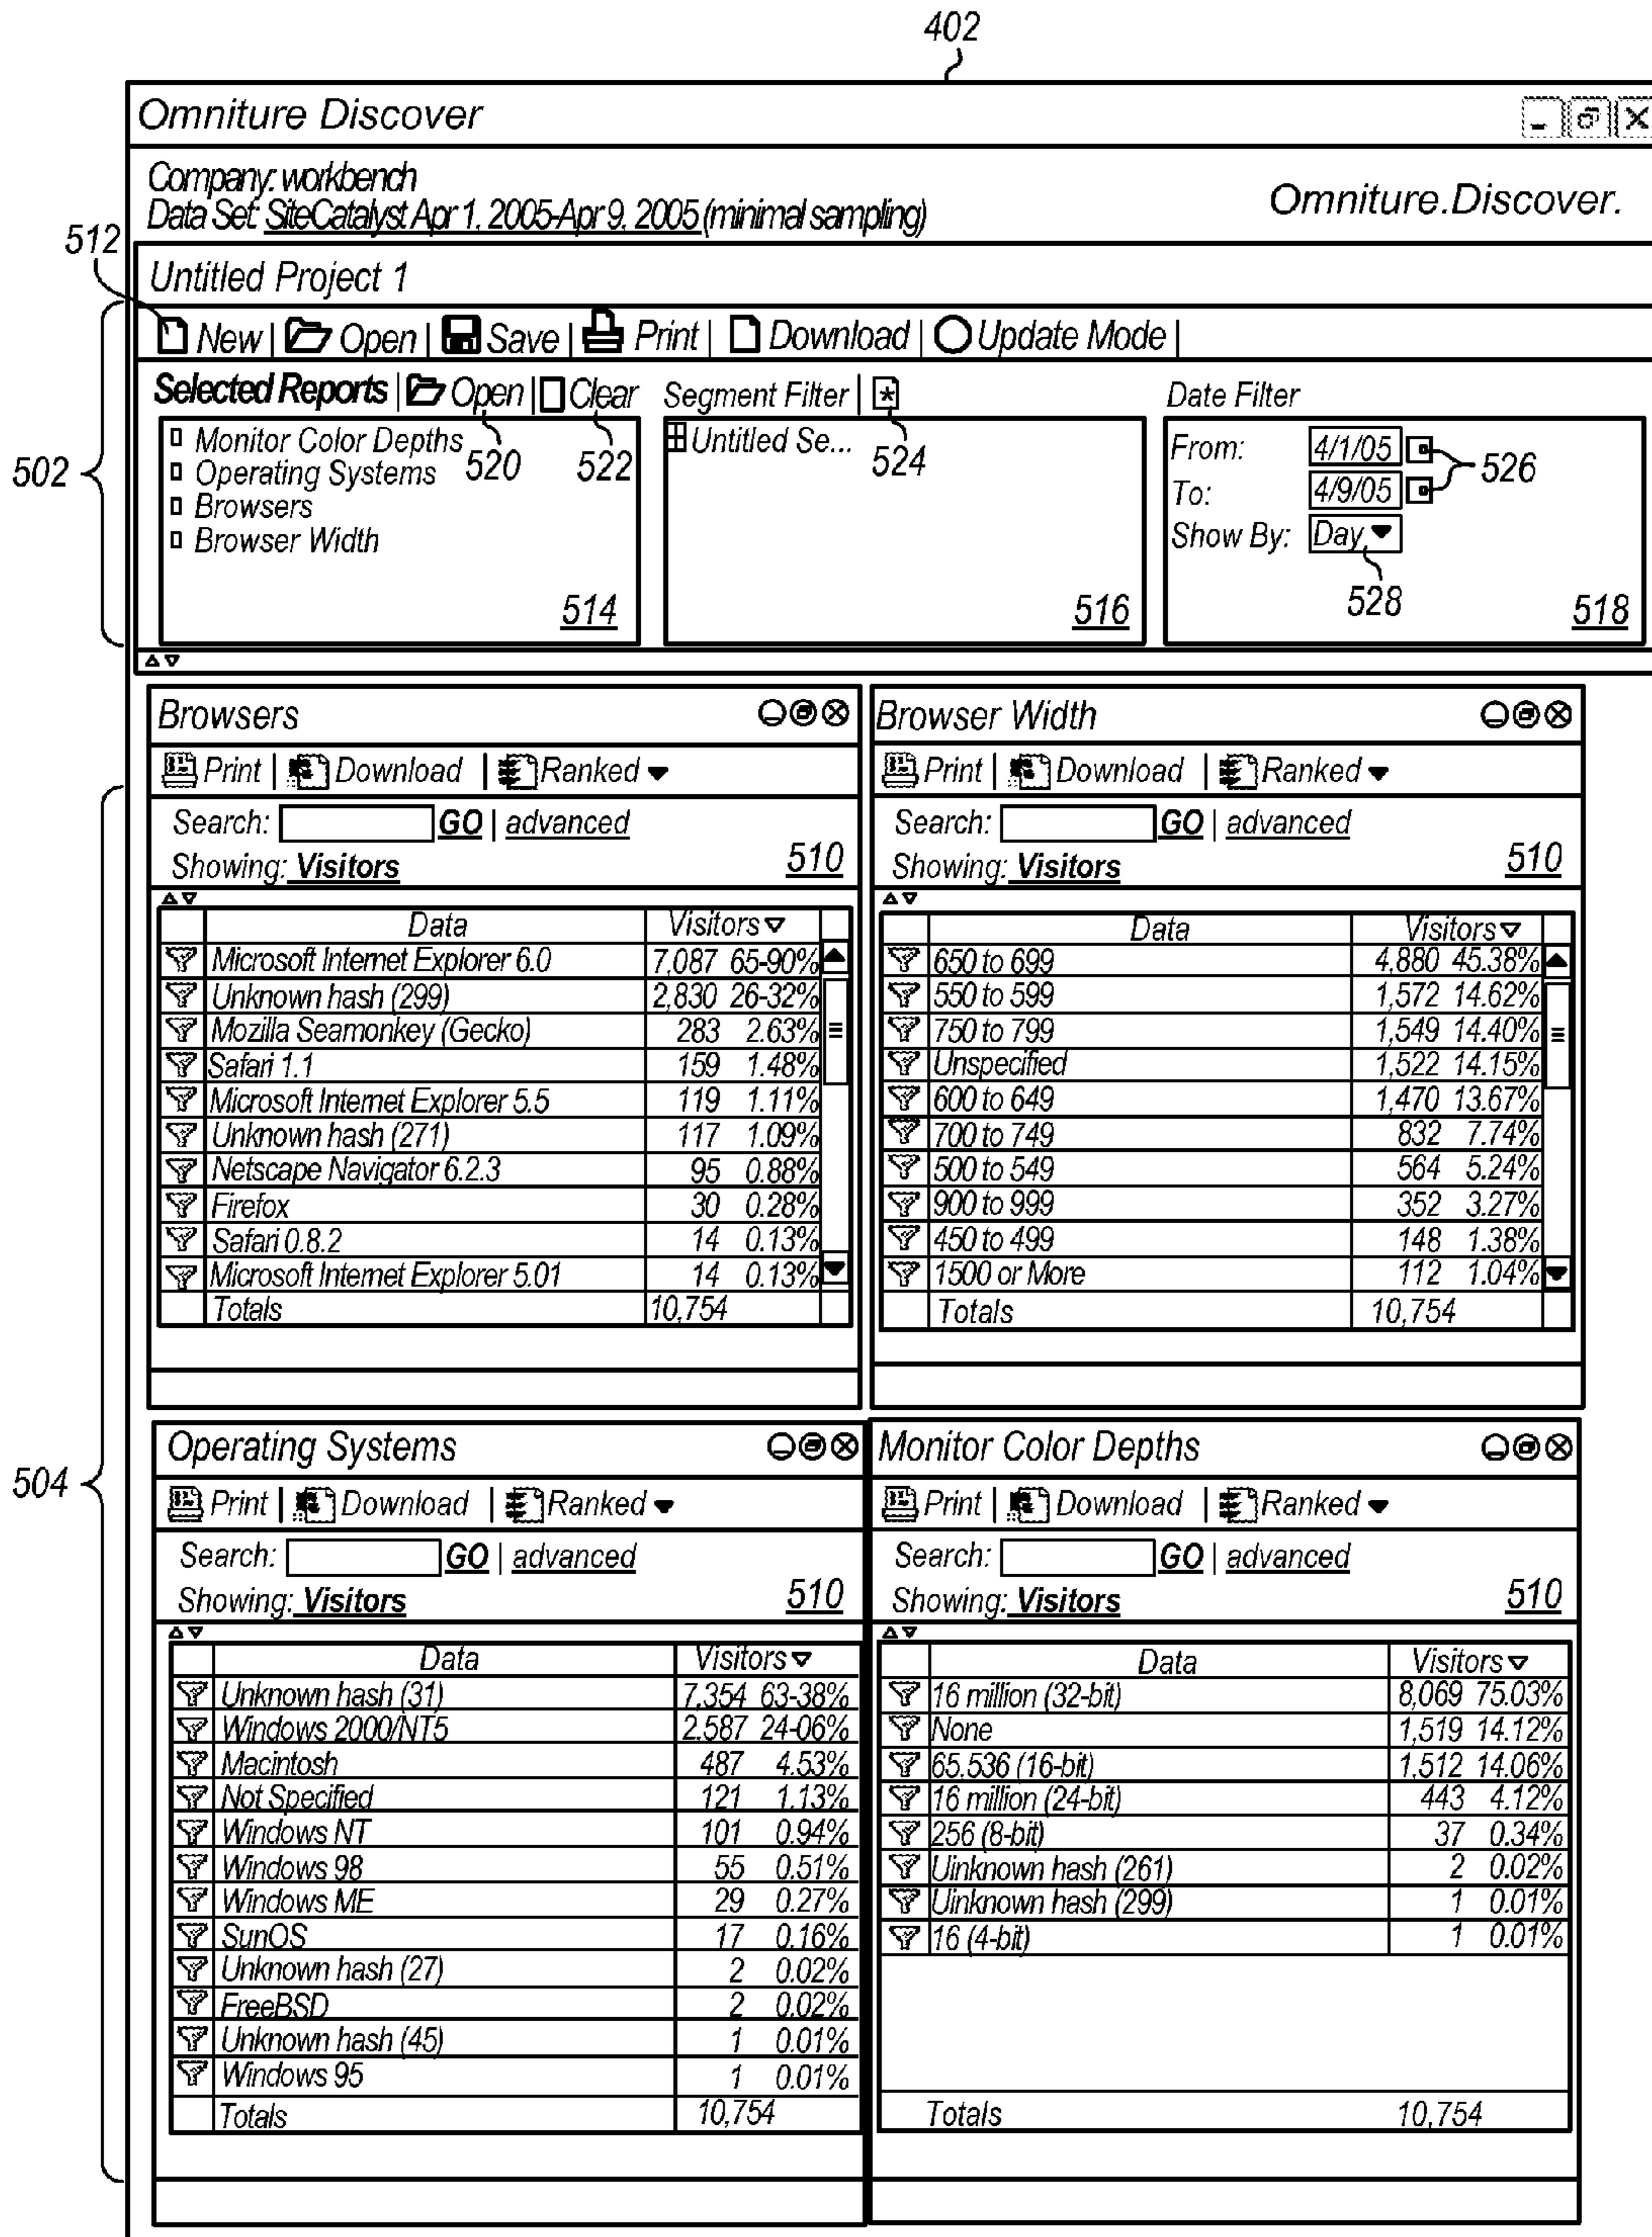 402
Omniture Discover
Company: workbench
Data Set: SiteCatalyst Apr 1, 2005-Apr 9, 2005 (minimal sampling)
Omniture.Discover.
512
Untitled Project 1
New | Open | Save | Print | Download | Update Mode |
502
Selected Reports | Open | Clear
Monitor Color Depths
Operating Systems
Browsers
Browser Width
520
522
514
Segment Filter | *
Untitled Se...
524
516
Date Filter
From: 4/1/05
To: 4/9/05
526
Show By: Day
528
518
504
Browsers
Print | Download | Ranked
Search: GO | advanced
Showing: Visitors
510
Data Visitors
Microsoft Internet Explorer 6.0 7,087 65-90%
Unknown hash (299) 2,830 26-32%
Mozilla Seamonkey (Gecko) 283 2.63%
Safari 1.1 159 1.48%
Microsoft Internet Explorer 5.5 119 1.11%
Unknown hash (271) 117 1.09%
Netscape Navigator 6.2.3 95 0.88%
Firefox 30 0.28%
Safari 0.8.2 14 0.13%
Microsoft Internet Explorer 5.01 14 0.13%
Totals 10,754
Browser Width
Print | Download | Ranked
Search: GO | advanced
Showing: Visitors
510
Data Visitors
650 to 699 4,880 45.38%
550 to 599 1,572 14.62%
750 to 799 1,549 14.40%
Unspecified 1,522 14.15%
600 to 649 1,470 13.67%
700 to 749 832 7.74%
500 to 549 564 5.24%
900 to 999 352 3.27%
450 to 499 148 1.38%
1500 or More 112 1.04%
Totals 10,754
Operating Systems
Print | Download | Ranked
Search: GO | advanced
Showing: Visitors
510
Data Visitors
Unknown hash (31) 7.354 63-38%
Windows 2000/NT5 2.587 24-06%
Macintosh 487 4.53%
Not Specified 121 1.13%
Windows NT 101 0.94%
Windows 98 55 0.51%
Windows ME 29 0.27%
SunOS 17 0.16%
Unknown hash (27) 2 0.02%
FreeBSD 2 0.02%
Unknown hash (45) 1 0.01%
Windows 95 1 0.01%
Totals 10,754
Monitor Color Depths
Print | Download | Ranked
Search: GO | advanced
Showing: Visitors
510
Data Visitors
16 million (32-bit) 8,069 75.03%
None 1,519 14.12%
65.536 (16-bit) 1,512 14.06%
16 million (24-bit) 443 4.12%
256 (8-bit) 37 0.34%
Uinknown hash (261) 2 0.02%
Uinknown hash (299) 1 0.01%
16 (4-bit) 1 0.01%
Totals 10,754